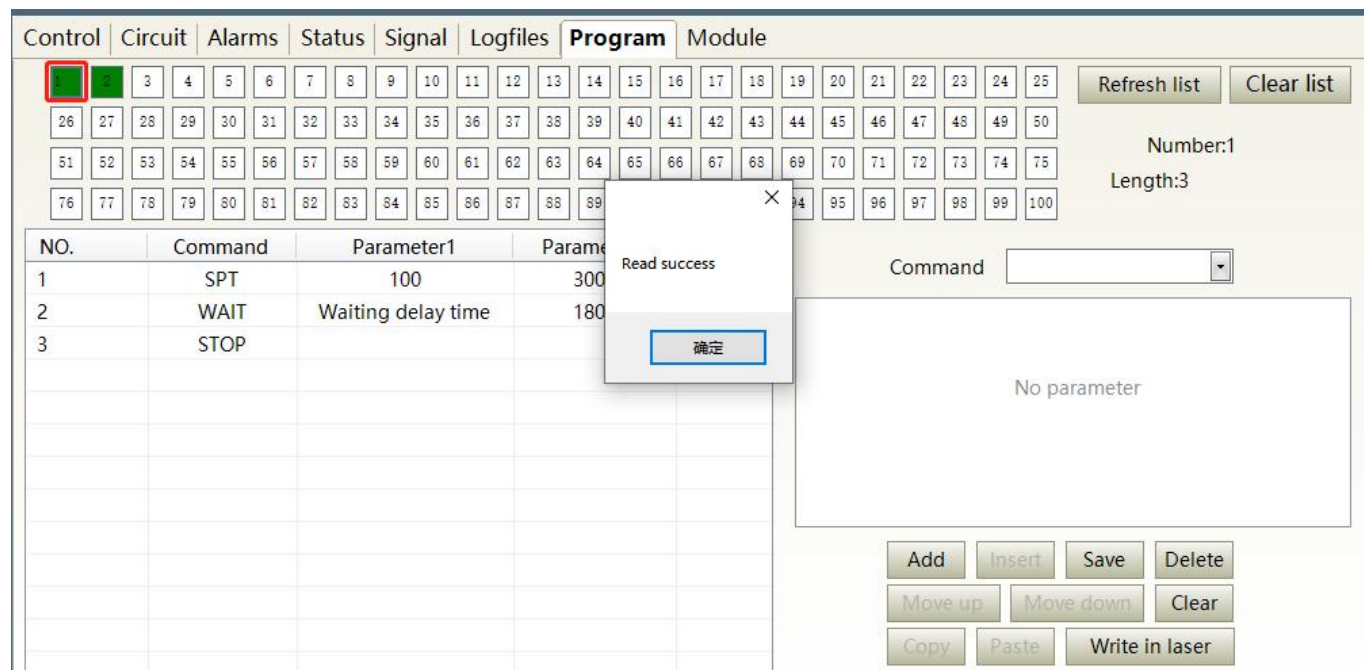 Control Circuit Alarms Status Signal Logfiles Program Module
1 2 3 4 5 6 7 8 9 10 11 12 13 14 15 16 17 18 19 20 21 22 23 24 25 Refresh list Clear list
26 27 28 29 30 31 32 33 34 35 36 37 38 39 40 41 42 43 44 45 46 47 48 49 50
Number:1
51 52 53 54 55 56 57 58 59 60 61 62 63 64 65 66 67 68 69 70 71 72 73 74 75
Length:3
76 77 78 79 80 81 82 83 84 85 86 87 88 89 94 95 96 97 98 99 100
NO. Command Parameter1 Parame
Read success
Command
1 SPT 100 300
2 WAIT Waiting delay time 180
3 STOP
确定
No parameter
Add Insert Save Delete
Move up Move down Clear
Copy Paste Write in laser